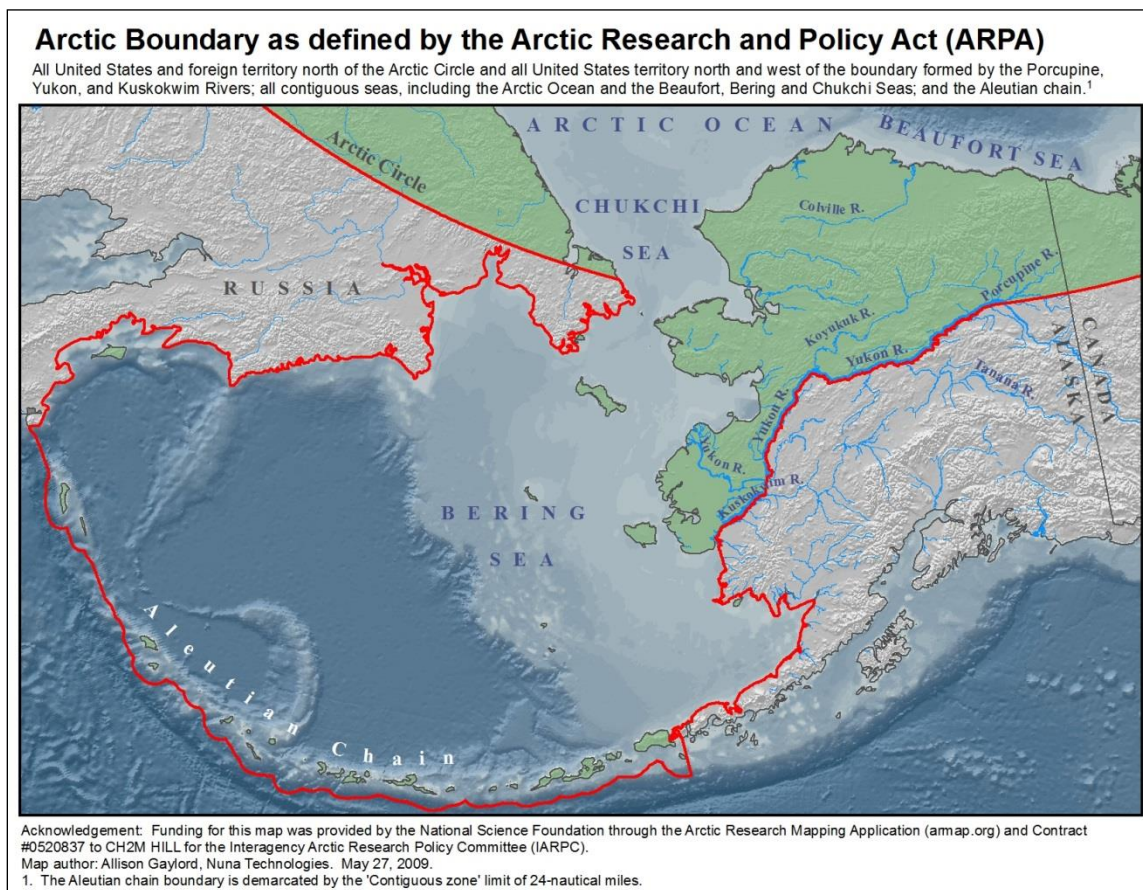 Arctic Boundary as defined by the Arctic Research and Policy Act (ARPA)
All United States and foreign territory north of the Arctic Circle and all United States territory north and west of the boundary formed by the Porcupine,
Yukon, and Kuskokwim Rivers; all contiguous seas, including the Arctic Ocean and the Beaufort, Bering and Chukchi Seas; and the Aleutian chain.¹
ARCTIC OCEAN
BEAUFORT SEA
Arctic Circle
CHUKCHI
SEA
Colville R.
RUSSIA
Porcupine R.
Koyukuk R.
Yukon R.
Tanana R.
ALASKA
CANADA
Yukon R.
Yukon R.
Kuskokwim R.
BERING
SEA
Aleutian
Chain
Acknowledgement: Funding for this map was provided by the National Science Foundation through the Arctic Research Mapping Application (armap.org) and Contract
#0520837 to CH2M HILL for the Interagency Arctic Research Policy Committee (IARPC).
Map author: Allison Gaylord, Nuna Technologies. May 27, 2009.
1. The Aleutian chain boundary is demarcated by the 'Contiguous zone' limit of 24-nautical miles.